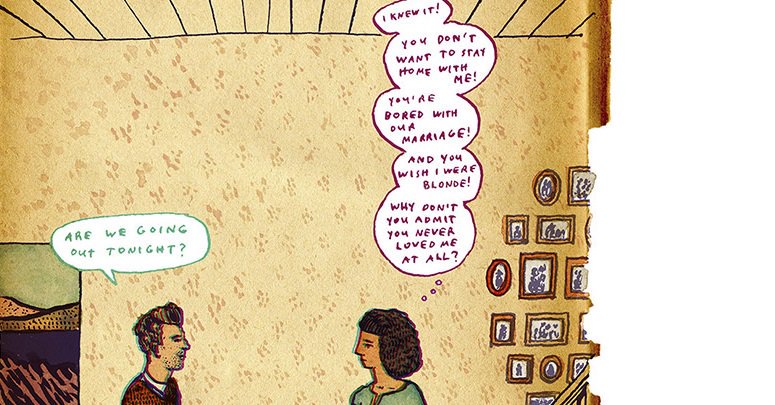 ARE WE GOING
OUT TONIGHT?
I KNEW IT!
YOU DON'T
WANT TO STAY
HOME WITH
ME!
YOU'RE
BORED WITH
OUR
MARRIAGE!
AND YOU
WISH I WERE
BLONDE!
WHY DON'T
YOU ADMIT
YOU NEVER
LOVED ME
AT ALL?